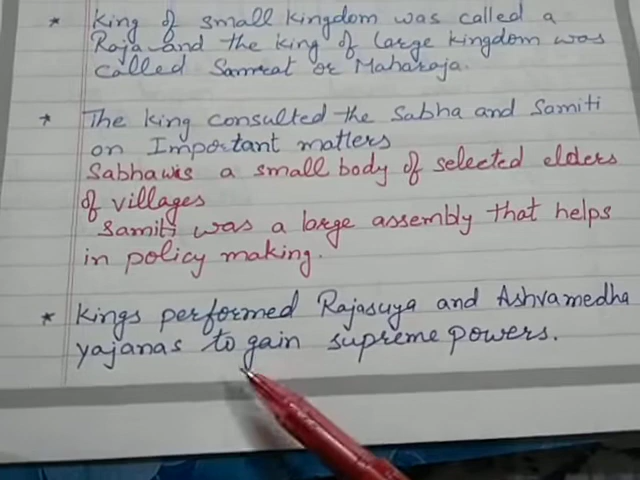 * King of small kingdom was called a
Raja and the king of large kingdom was
called Samrat or Maharaja.
* The king consulted the Sabha and Samiti
on Important matters
Sabha was a small body of selected elders
of villages
Samiti was a large assembly that helps
in policy making.
* Kings performed Rajasuya and Ashvamedha
yajanas to gain supreme powers.